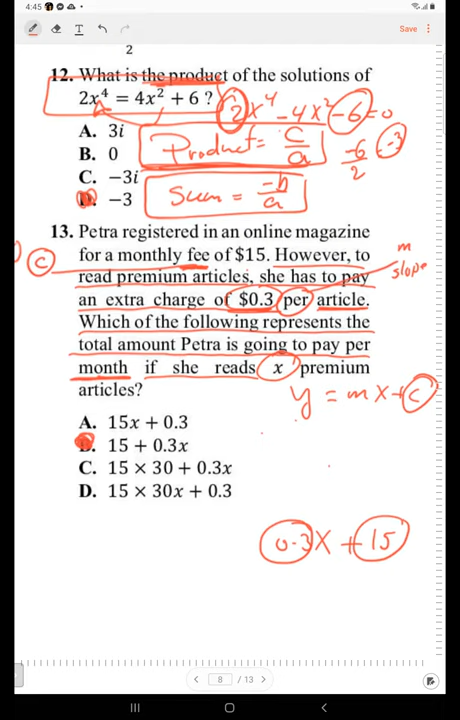 4:45
T
Save
2
12. What is the product of the solutions of
2x⁴ = 4x² + 6 ?
2x⁴ - 4x² - 6 = 0
A. 3i
B. 0
C. −3i
D. −3
Product = c/a
-6/2 = -3
Sum = -b/a
13. Petra registered in an online magazine
for a monthly fee of $15. However, to
read premium articles, she has to pay
an extra charge of $0.3 per article.
Which of the following represents the
total amount Petra is going to pay per
month if she reads x premium
articles?
C
m
slope
y = mx + c
A. 15x + 0.3
B. 15 + 0.3x
C. 15 × 30 + 0.3x
D. 15 × 30x + 0.3
0.3x + 15
8 / 13